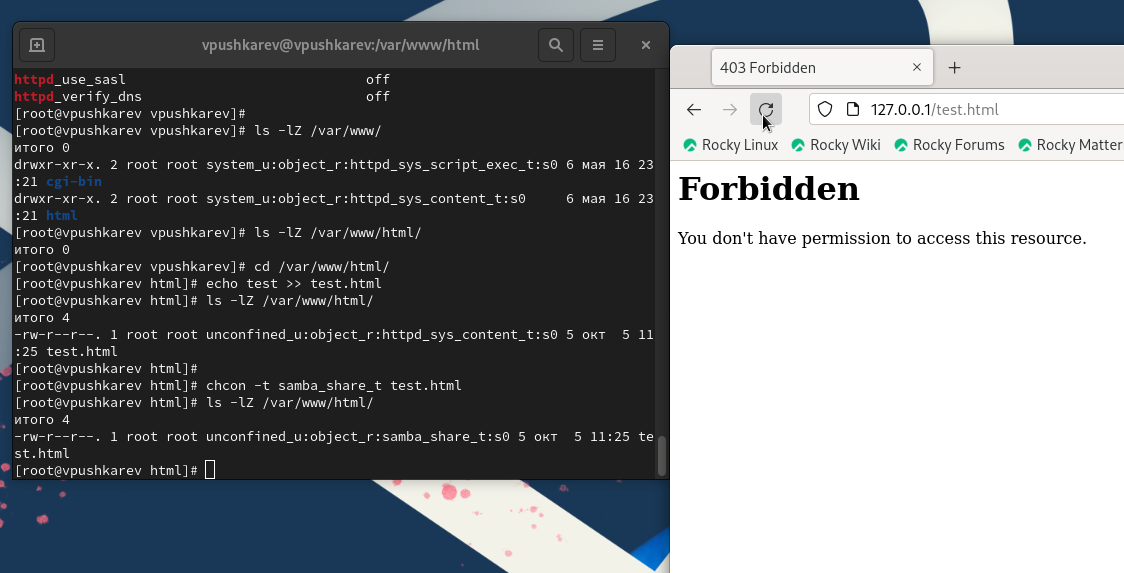 vpushkarev@vpushkarev:/var/www/html
httpd_use_sasl                              off
httpd_verify_dns                            off
[root@vpushkarev vpushkarev]#
[root@vpushkarev vpushkarev]# ls -lZ /var/www/
итого 0
drwxr-xr-x. 2 root root system_u:object_r:httpd_sys_script_exec_t:s0 6 мая 16 23
:21 cgi-bin
drwxr-xr-x. 2 root root system_u:object_r:httpd_sys_content_t:s0     6 мая 16 23
:21 html
[root@vpushkarev vpushkarev]# ls -lZ /var/www/html/
итого 0
[root@vpushkarev vpushkarev]# cd /var/www/html/
[root@vpushkarev html]# echo test >> test.html
[root@vpushkarev html]# ls -lZ /var/www/html/
итого 4
-rw-r--r--. 1 root root unconfined_u:object_r:httpd_sys_content_t:s0 5 окт  5 11
:25 test.html
[root@vpushkarev html]#
[root@vpushkarev html]# chcon -t samba_share_t test.html
[root@vpushkarev html]# ls -lZ /var/www/html/
итого 4
-rw-r--r--. 1 root root unconfined_u:object_r:samba_share_t:s0 5 окт  5 11:25 te
st.html
[root@vpushkarev html]#
403 Forbidden
127.0.0.1/test.html
Rocky Linux Rocky Wiki Rocky Forums Rocky Matter
Forbidden
You don't have permission to access this resource.